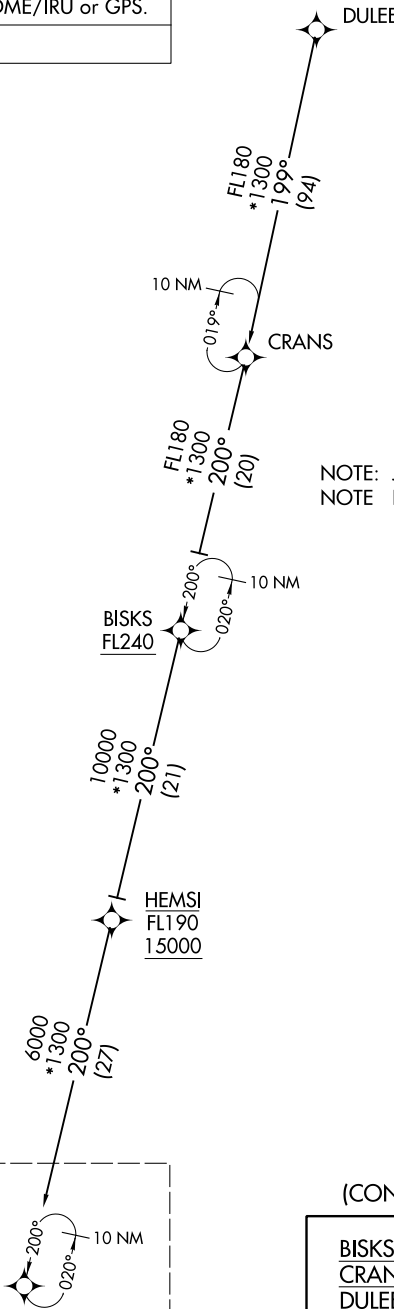 OME/IRU or GPS.
DULEE
FL180
*1300
199°
(94)
10 NM
019°
CRANS
FL180
*1300
200°
(20)
NOTE:
NOTE
200°
10 NM
020°
BISKS
FL240
10000
*1300
200°
(21)
HEMSI
FL190
15000
6000
*1300
200°
(27)
200°
10 NM
020°
(CON
BISKS
CRAN
DULEE